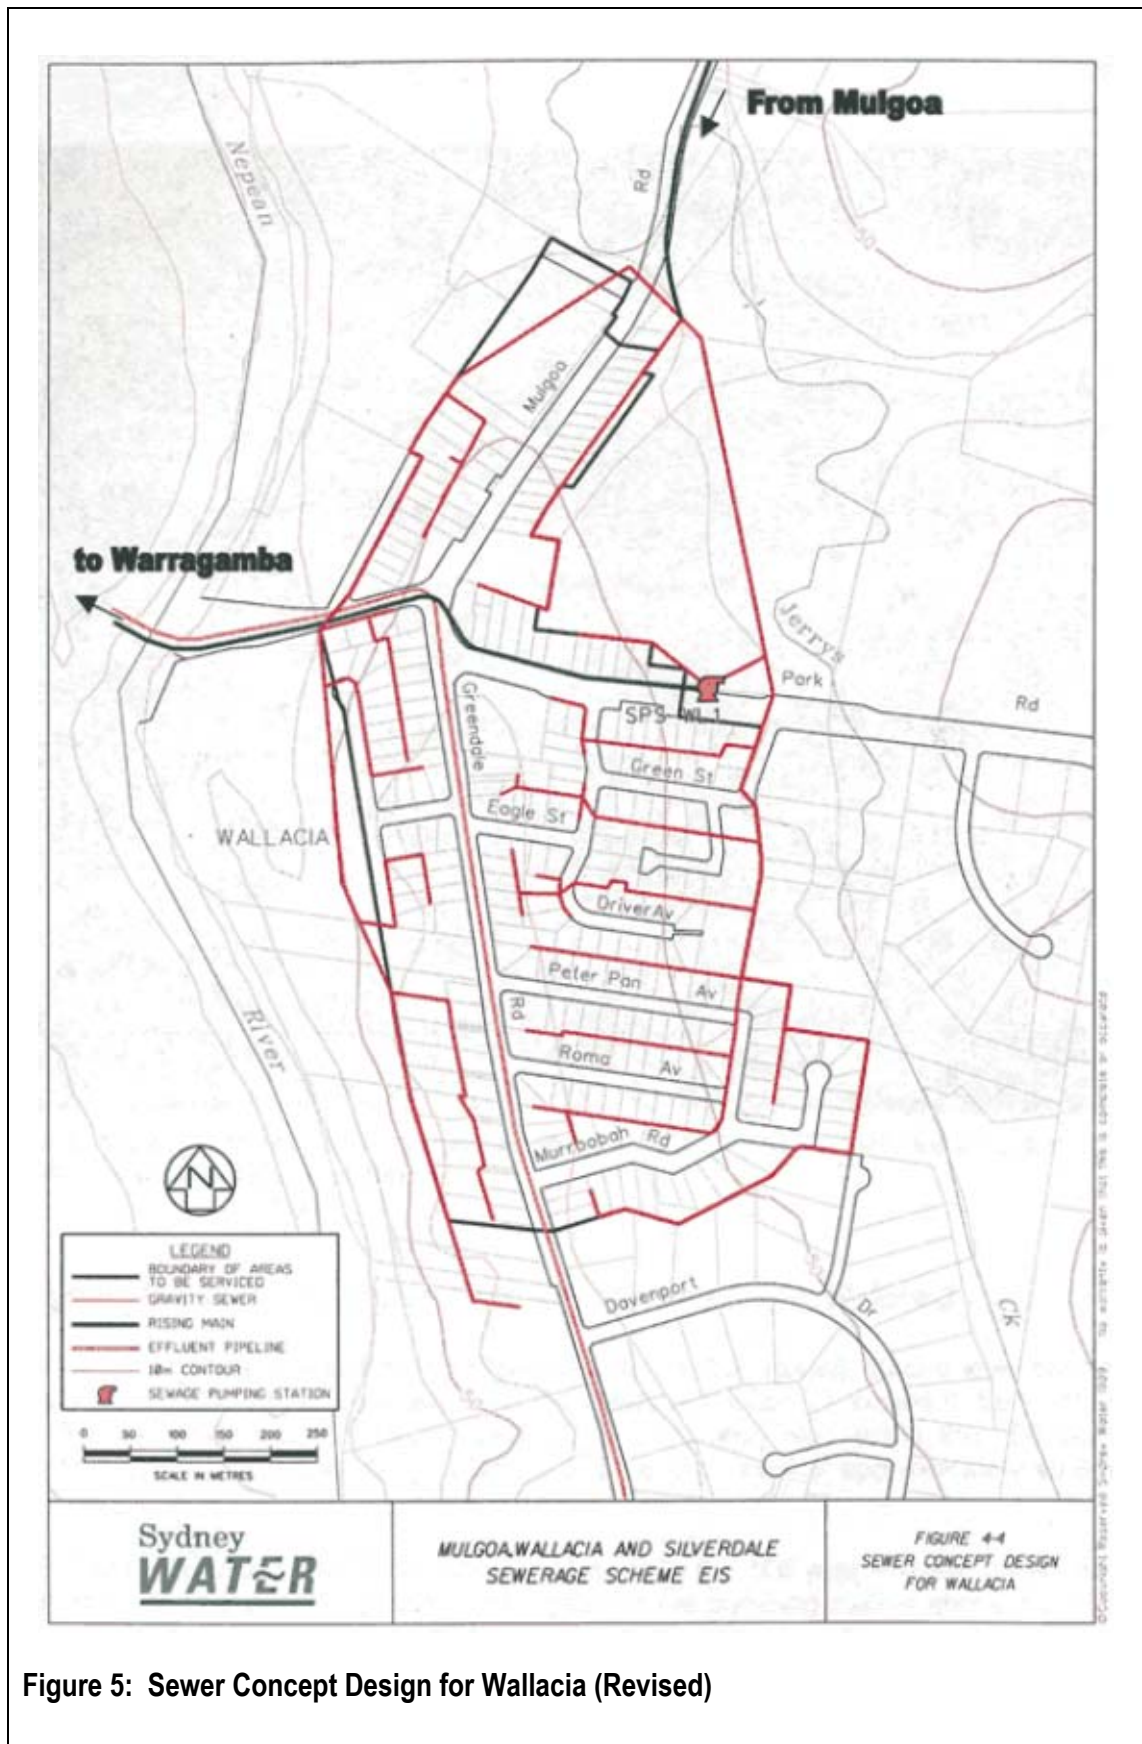 From Mulgoa
Nepean
Rd
Mulgoa
to Warragamba
Jerrys
Park
Rd
SPS WL1
Greendale
Green St
Eagle St
WALLACIA
Driver Av
Peter Pan Av
Rd
River
Roma Av
Murroobah Rd
N
50
Davenport
Dr
CK
LEGEND
BOUNDARY OF AREAS
TO BE SERVICED
GRAVITY SEWER
RISING MAIN
EFFLUENT PIPELINE
10m CONTOUR
SEWAGE PUMPING STATION
0 50 100 150 200 250
SCALE IN METRES
Sydney
WATER
MULGOA,WALLACIA AND SILVERDALE
SEWERAGE SCHEME EIS
FIGURE 4-4
SEWER CONCEPT DESIGN
FOR WALLACIA
Figure 5: Sewer Concept Design for Wallacia (Revised)